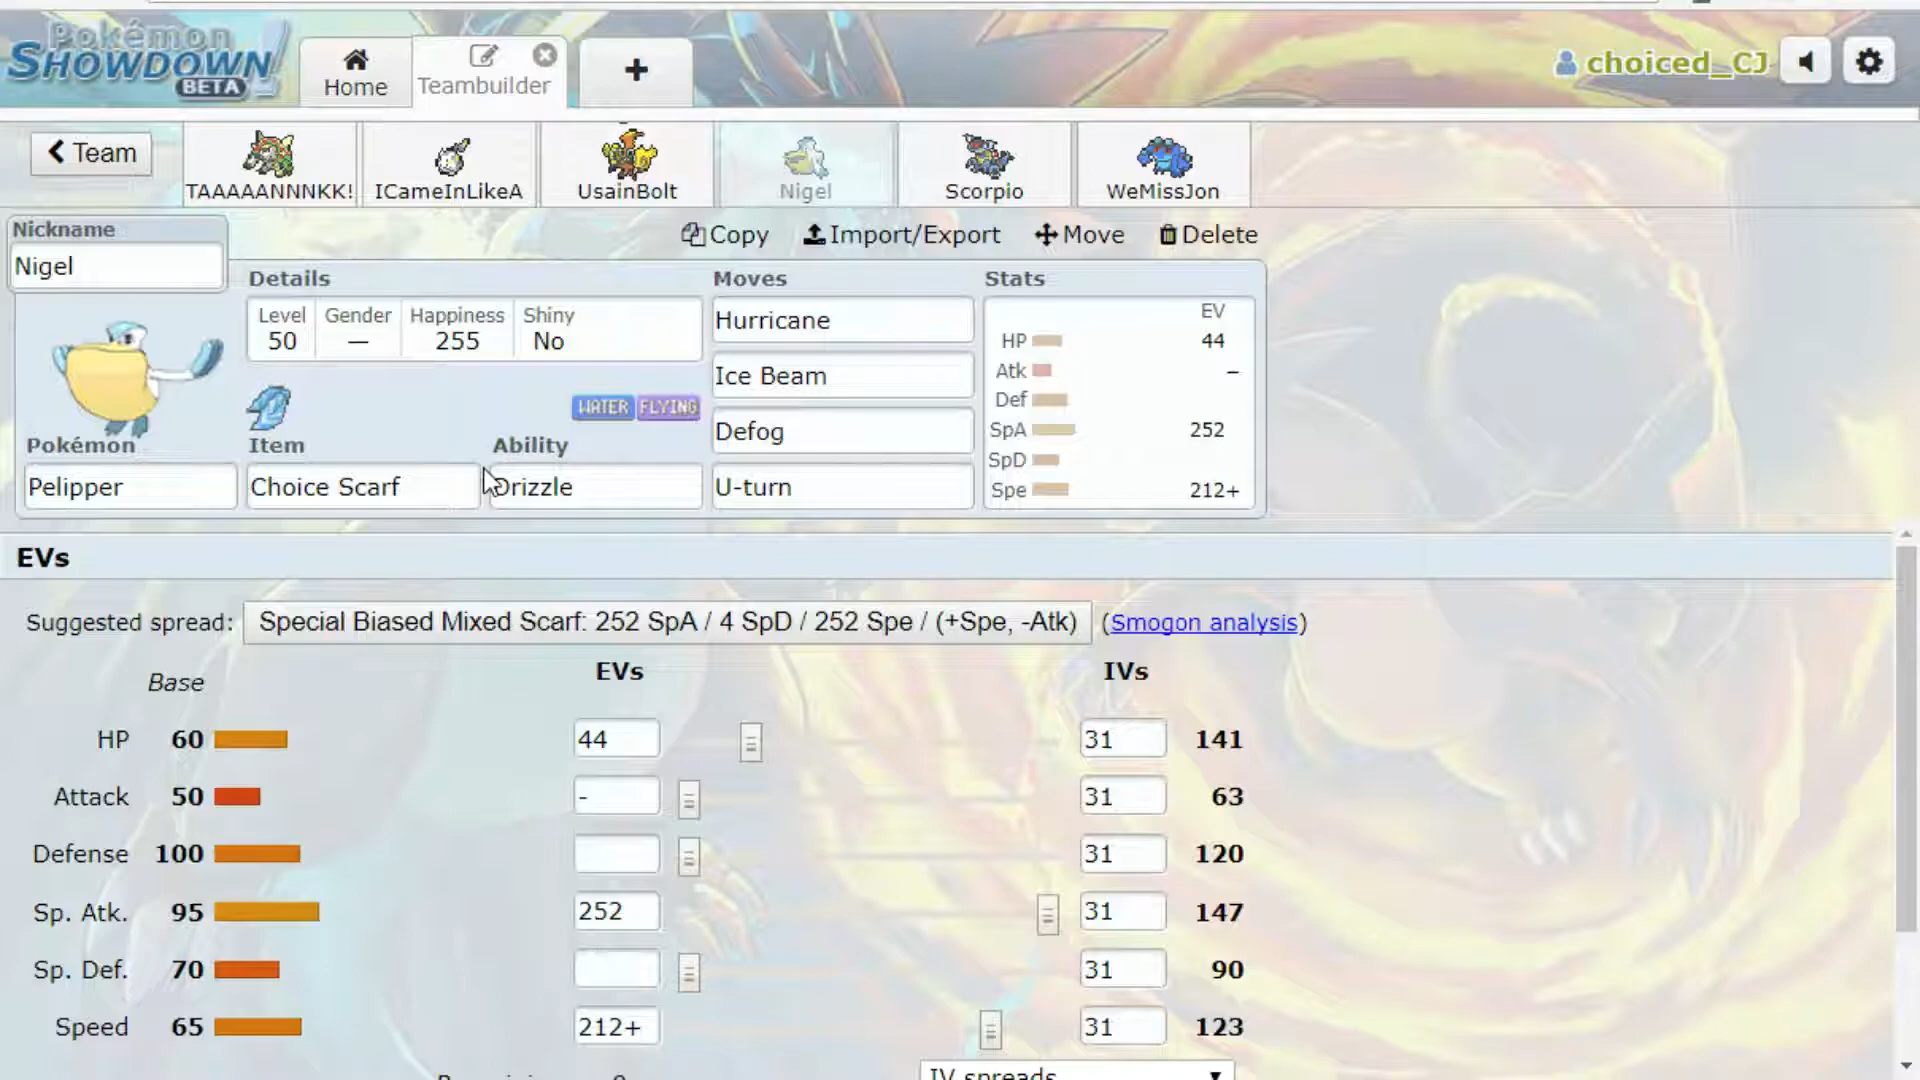 Pokémon
SHOWDOWN!
BETA
Home
Teambuilder
+
choiced_CJ
Team
TAAAAANNNKK!
ICameInLikeA
UsainBolt
Nigel
Scorpio
WeMissJon
Nickname
Nigel
Copy
Import/Export
Move
Delete
Details
Moves
Stats
Level
50
Gender
—
Happiness
255
Shiny
No
Hurricane
Ice Beam
Defog
U-turn
EV
HP 44
Atk –
Def
SpA 252
SpD
Spe 212+
WATER FLYING
Pokémon
Item
Ability
Pelipper
Choice Scarf
Drizzle
EVs
Suggested spread: Special Biased Mixed Scarf: 252 SpA / 4 SpD / 252 Spe / (+Spe, -Atk) (Smogon analysis)
Base EVs IVs
HP 60 44 31 141
Attack 50 - 31 63
Defense 100 31 120
Sp. Atk. 95 252 31 147
Sp. Def. 70 31 90
Speed 65 212+ 31 123
IV spreads